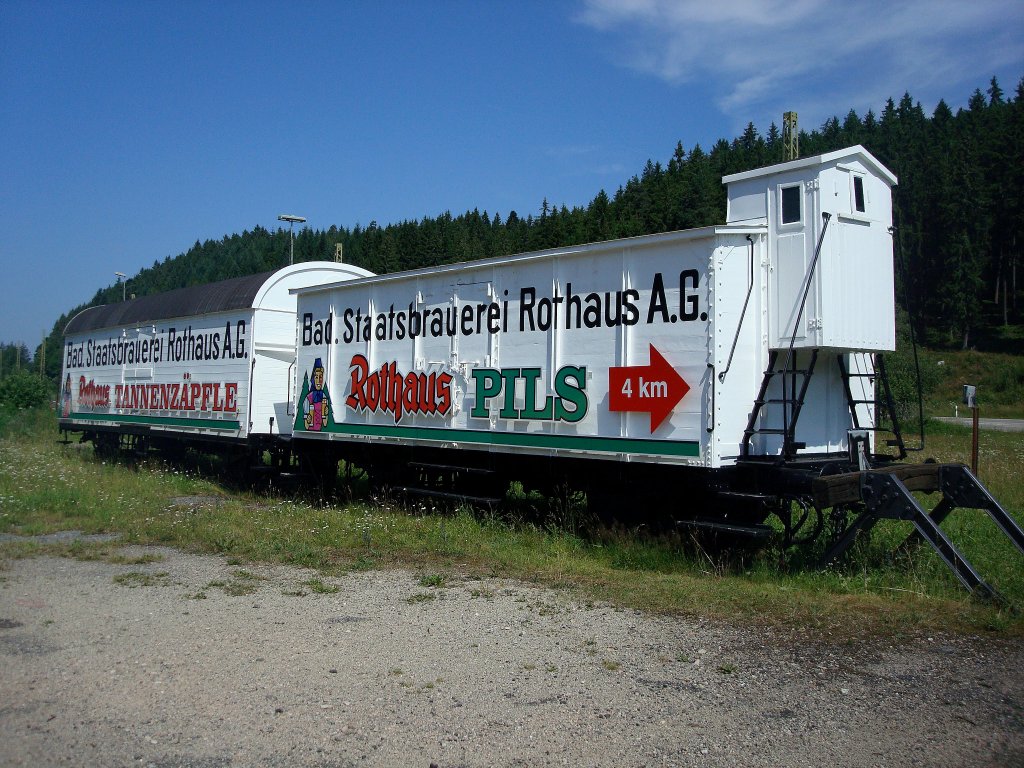 Bad. Staatsbrauerei Rothaus A.G.
Rothaus TANNENZÄPFLE
Bad. Staatsbrauerei Rothaus A.G.
Rothaus PILS 4 km